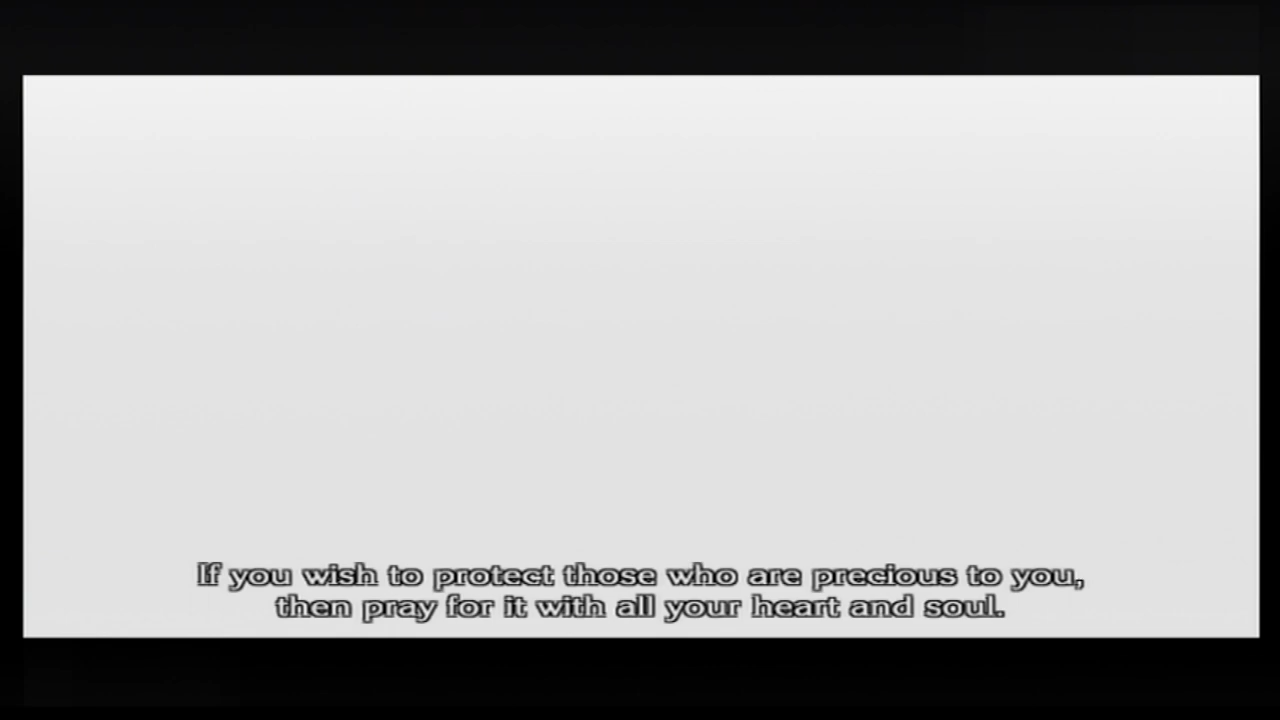 If you wish to protect those who are precious to you,
then pray for it with all your heart and soul.